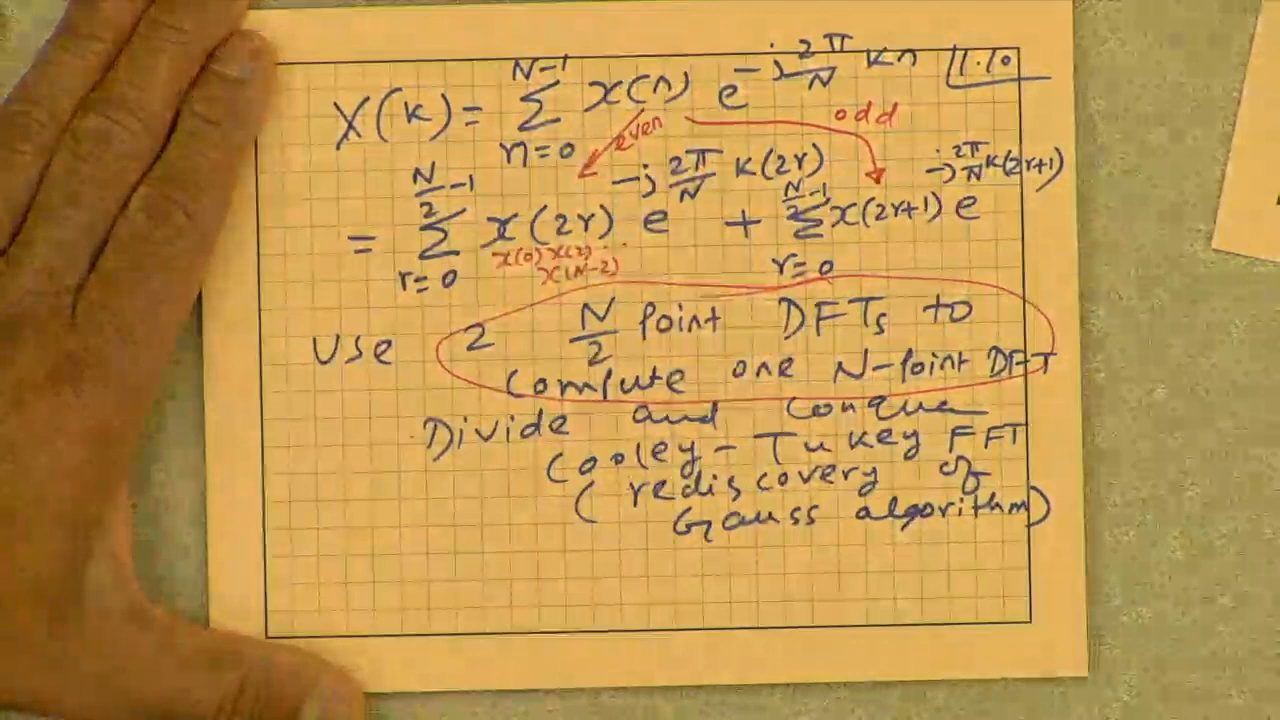 X(k) = Σ_{n=0}^{N-1} x(n) e^{-j 2π/N kn} 1.10
even odd
= Σ_{r=0}^{N/2-1} x(2r) e^{-j 2π/N k(2r)} + Σ_{r=0}^{N/2-1} x(2r+1) e^{-j 2π/N k(2r+1)}
x(0) x(2) ...
x(N-2)
Use 2 N/2 point DFTs to
compute one N-point DFT
Divide and conquer
Cooley-Tukey FFT
(rediscovery of
Gauss algorithm)